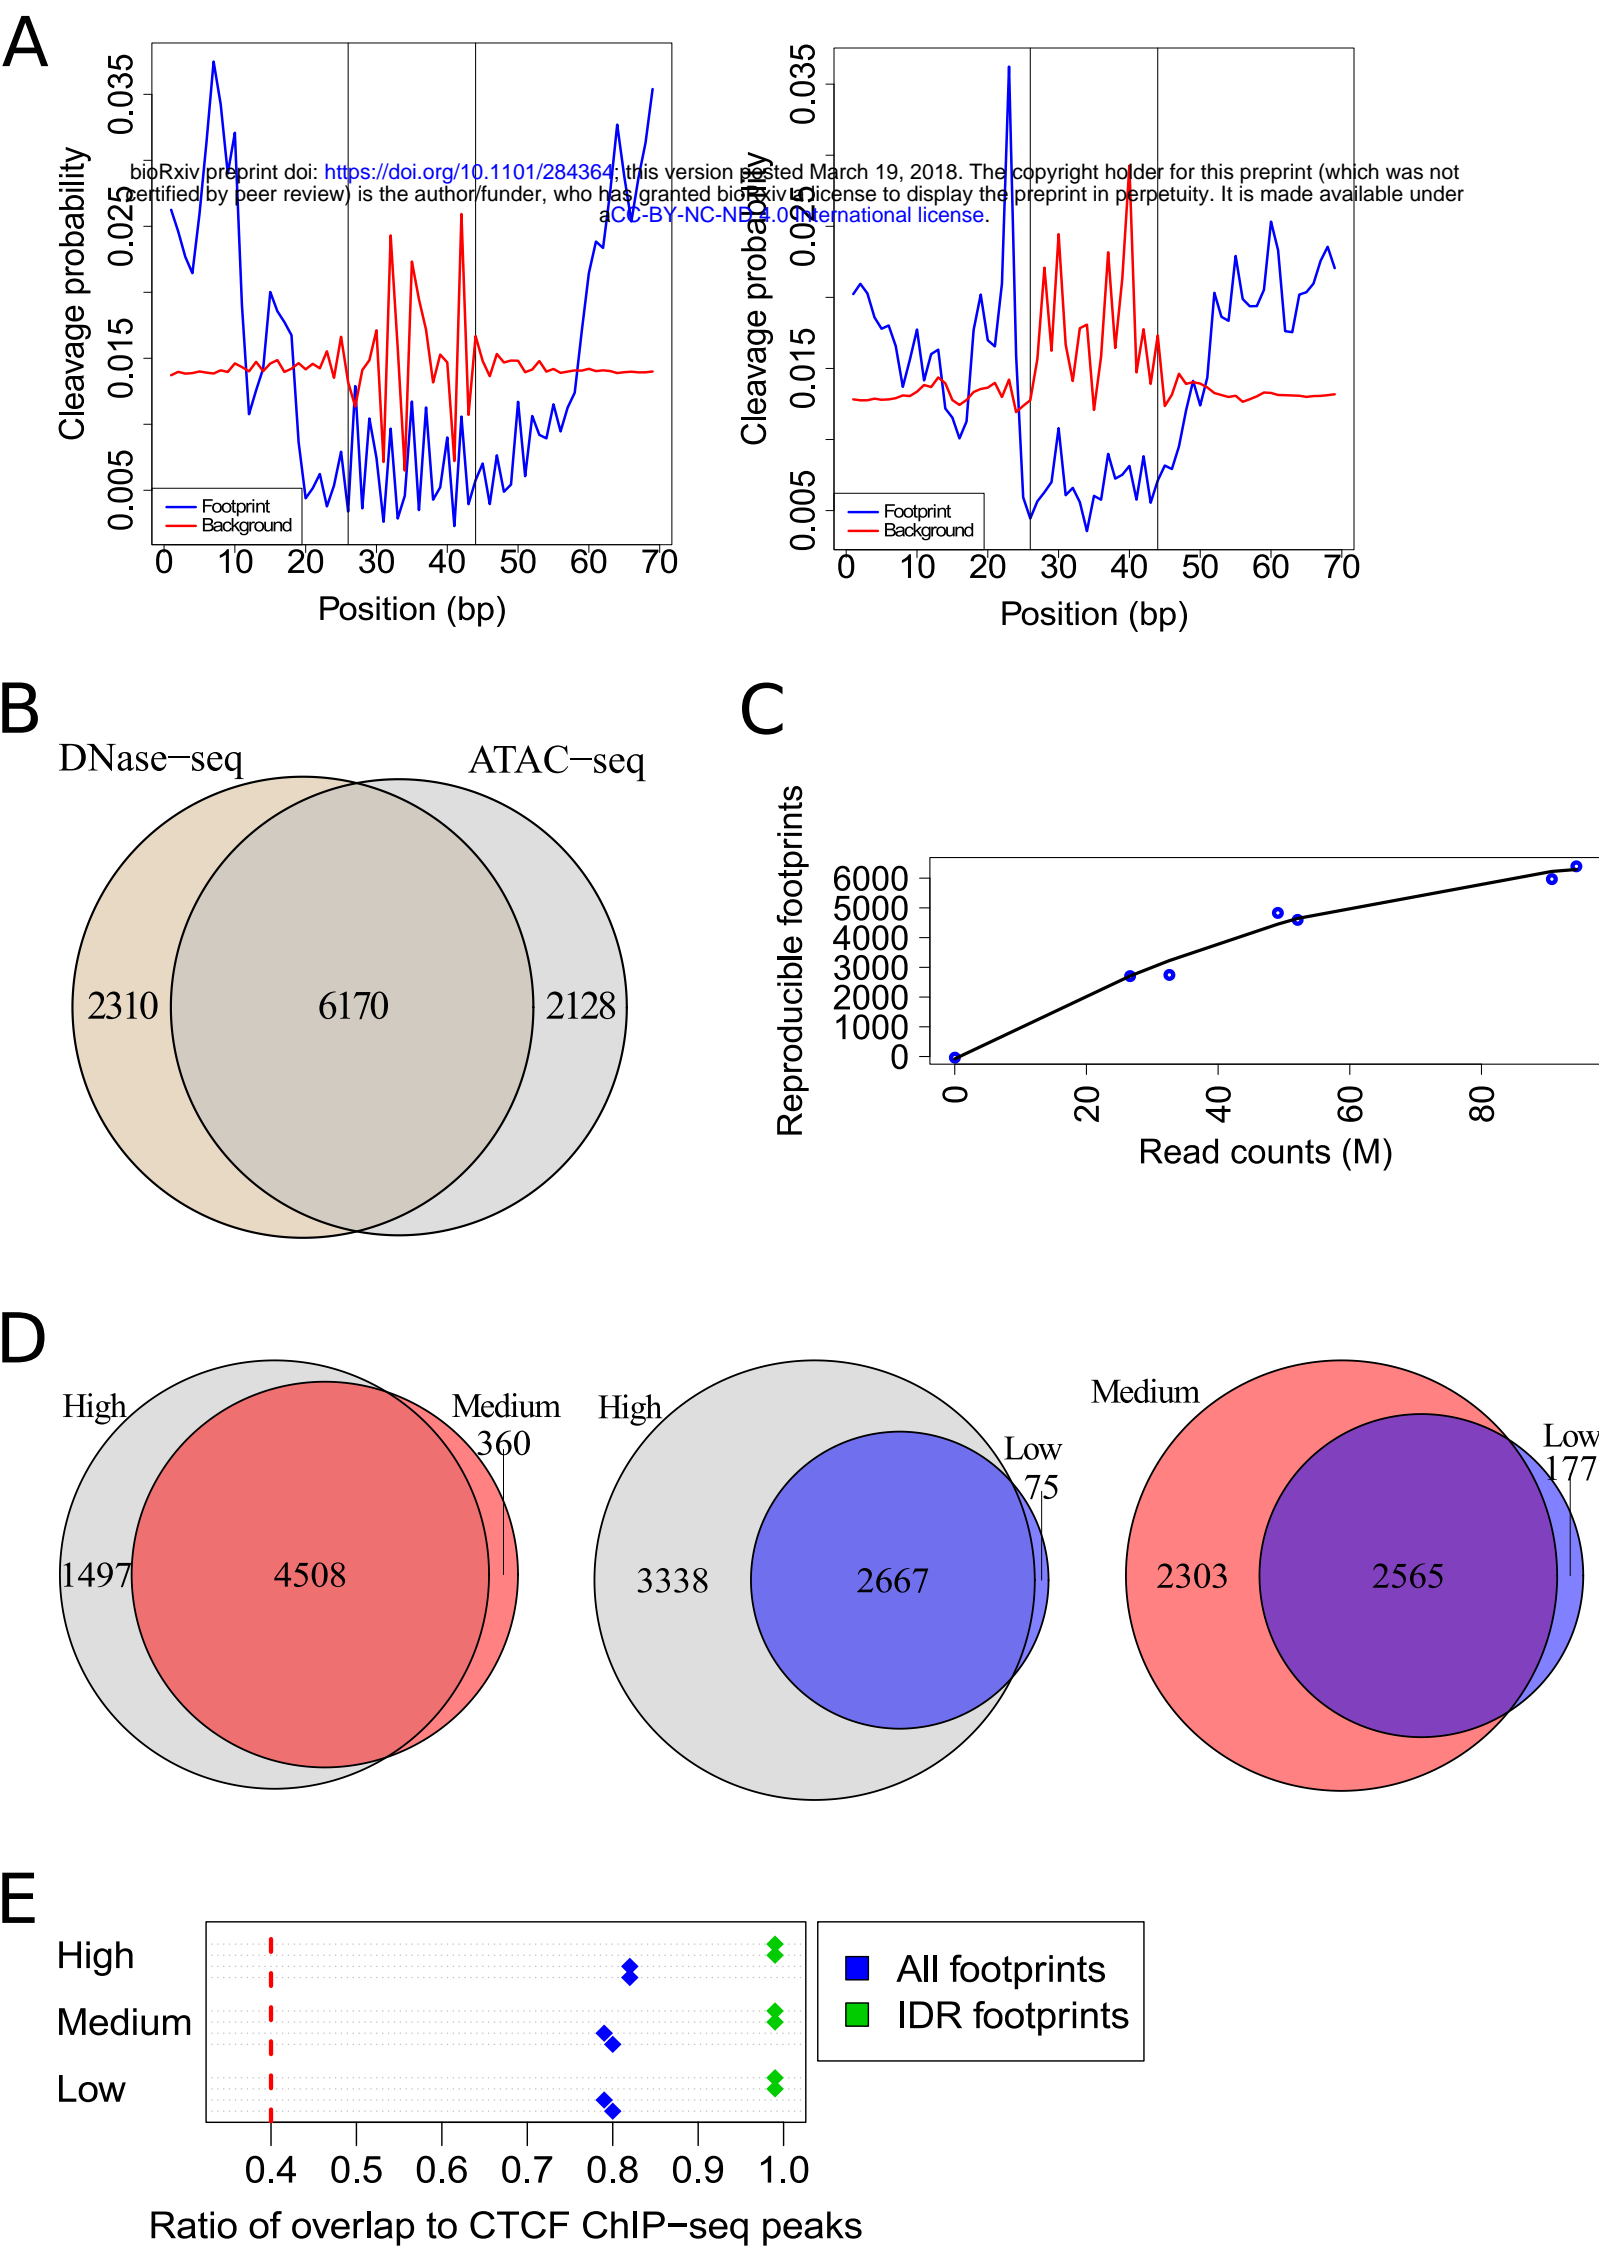 A
Cleavage probability
0.035
0.025
0.015
0.005
Footprint
Background
0 10 20 30 40 50 60 70
Position (bp)
Cleavage probability
0.035
0.025
0.015
0.005
Footprint
Background
0 10 20 30 40 50 60 70
Position (bp)
bioRxiv preprint doi: https://doi.org/10.1101/284364; this version posted March 19, 2018. The copyright holder for this preprint (which was not
certified by peer review) is the author/funder, who has granted bioRxiv a license to display the preprint in perpetuity. It is made available under
aCC-BY-NC-ND 4.0 International license.
B
DNase−seq ATAC−seq
2310 6170 2128
C
Reproducible footprints
6000
5000
4000
3000
2000
1000
0
0 20 40 60 80
Read counts (M)
D
High Medium
360
1497 4508
High Low
75
3338 2667
Medium Low
177
2303 2565
E
High
Medium
Low
All footprints
IDR footprints
0.4 0.5 0.6 0.7 0.8 0.9 1.0
Ratio of overlap to CTCF ChIP−seq peaks